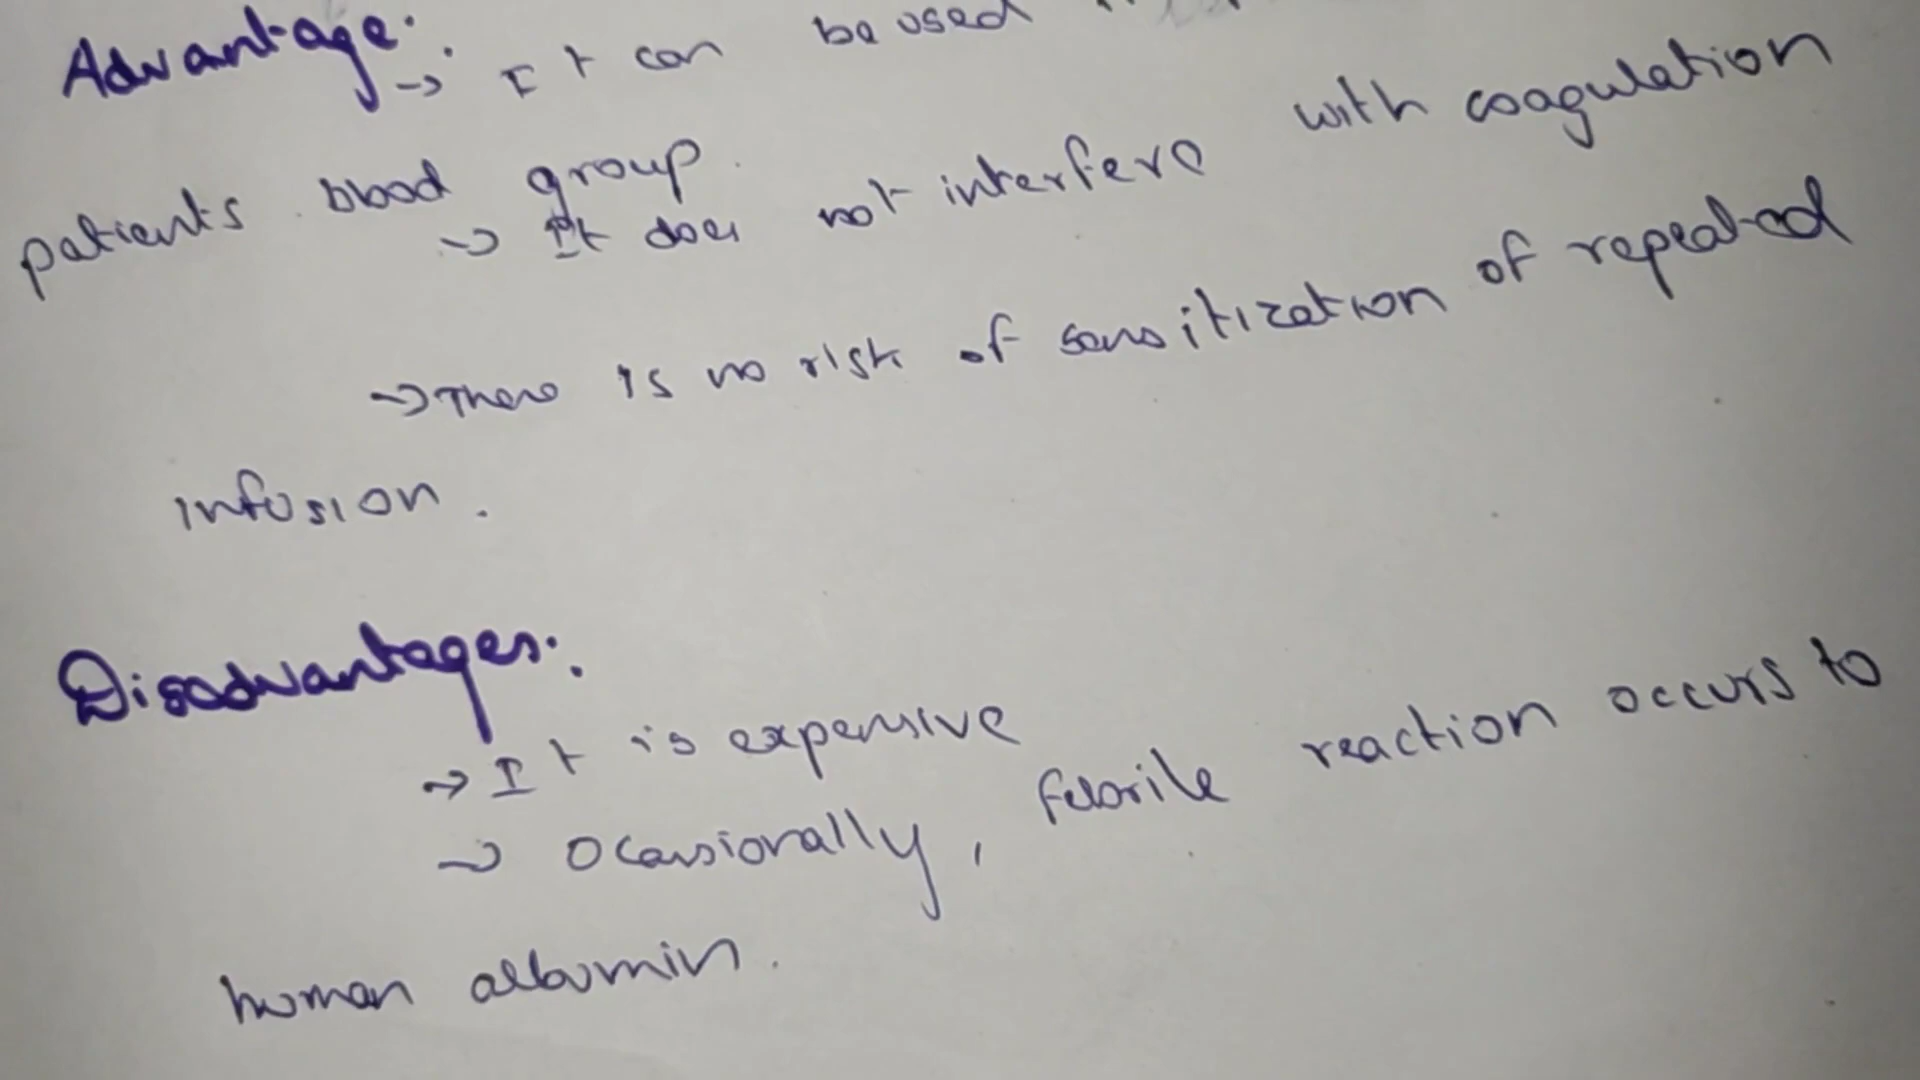 Advantage:
→ It can be used
patients blood group.
→ It does not interfere with coagulation
→ There is no risk of sensitization of repeated
infusion.
Disadvantages:
→ It is expensive
→ Ocassionally, febrile reaction occurs to
human albumin.